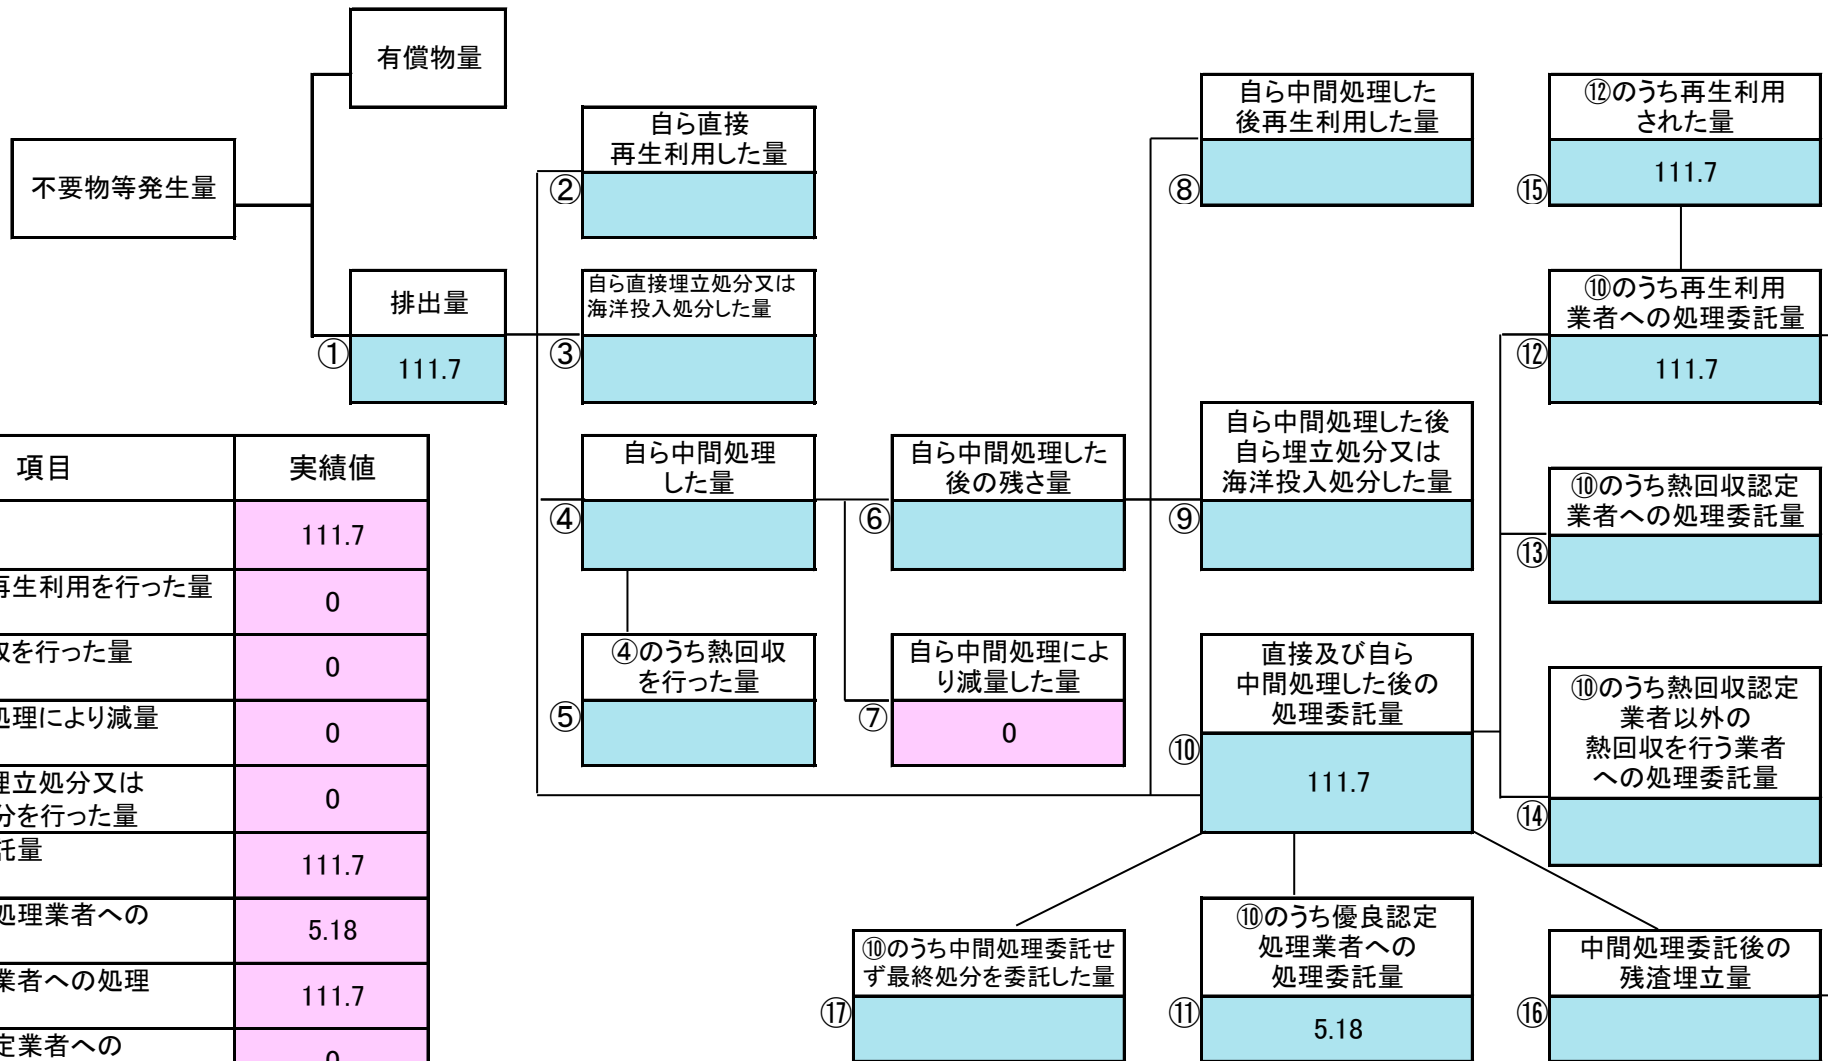 有償物量
不要物等発生量
排出量
①
111.7
自ら直接
再生利用した量
②
自ら直接埋立処分又は
海洋投入処分した量
③
自ら中間処理
した量
④
④のうち熱回収
を行った量
⑤
自ら中間処理した
後の残さ量
⑥
自ら中間処理によ
り減量した量
⑦
0
自ら中間処理した
後再生利用した量
⑧
自ら中間処理した後
自ら埋立処分又は
海洋投入処分した量
⑨
直接及び自ら
中間処理した後の
処理委託量
⑩
111.7
⑫のうち再生利用
された量
⑮
111.7
⑩のうち再生利用
業者への処理委託量
⑫
111.7
⑩のうち熱回収認定
業者への処理委託量
⑬
⑩のうち熱回収認定
業者以外の
熱回収を行う業者
への処理委託量
⑭
⑩のうち中間処理委託せ
ず最終処分を委託した量
⑰
⑩のうち優良認定
処理業者への
処理委託量
⑪
5.18
中間処理委託後の
残渣埋立量
⑯
項目 実績値
111.7
再生利用を行った量 0
を行った量 0
処理により減量 0
埋立処分又は
分を行った量 0
託量 111.7
処理業者への 5.18
業者への処理 111.7
定業者への 0